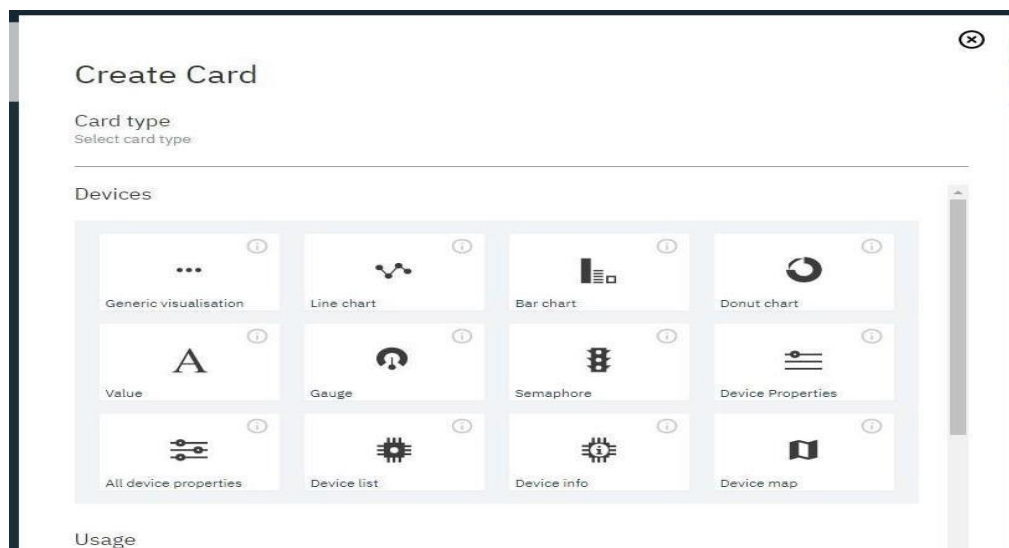 Create Card
Card type
Select card type
Devices
Generic visualisation
Line chart
Bar chart
Donut chart
A
Value
Gauge
Semaphore
Device Properties
All device properties
Device list
Device info
Device map
Usage